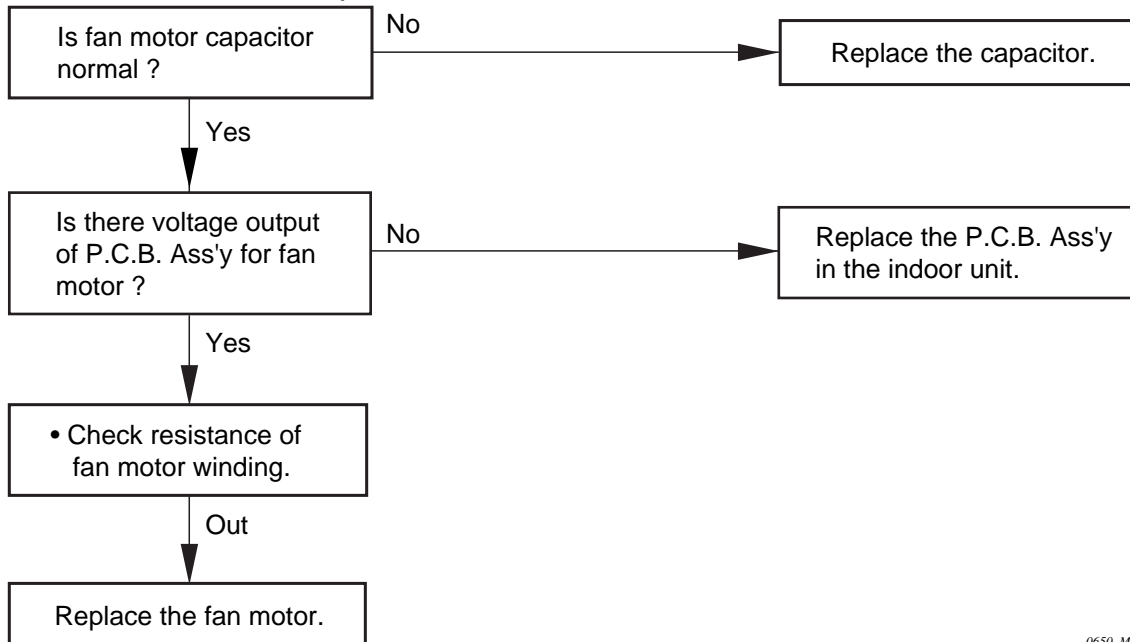 Is fan motor capacitor
normal ?
No
Replace the capacitor.
Yes
Is there voltage output
of P.C.B. Ass'y for fan
motor ?
No
Replace the P.C.B. Ass'y
in the indoor unit.
Yes
• Check resistance of
fan motor winding.
Out
Replace the fan motor.